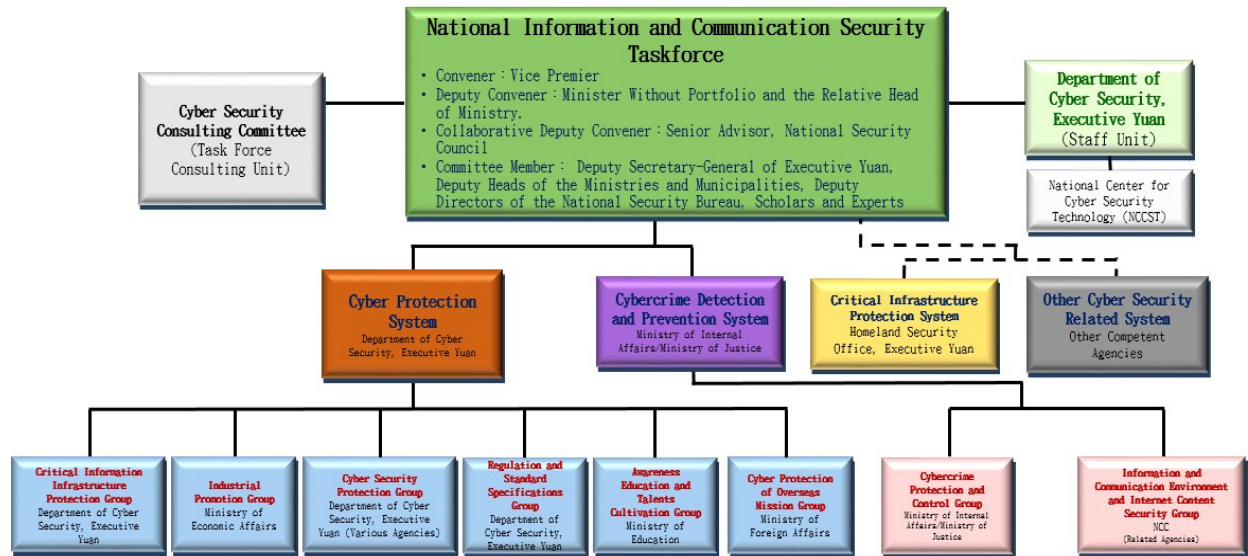 National Information and Communication Security
Taskforce
• Convener：Vice Premier
• Deputy Convener：Minister Without Portfolio and the Relative Head
of Ministry.
• Collaborative Deputy Convener：Senior Advisor, National Security
Council
• Committee Member： Deputy Secretary-General of Executive Yuan,
Deputy Heads of the Ministries and Municipalities, Deputy
Directors of the National Security Bureau, Scholars and Experts
Cyber Security
Consulting Committee
(Task Force
Consulting Unit)
Department of
Cyber Security,
Executive Yuan
(Staff Unit)
National Center for
Cyber Security
Technology (NCCST)
Cyber Protection
System
Department of Cyber
Security, Executive Yuan
Cybercrime Detection
and Prevention System
Ministry of Internal
Affairs/Ministry of Justice
Critical Infrastructure
Protection System
Homeland Security
Office, Executive Yuan
Other Cyber Security
Related System
Other Competent
Agencies
Critical Information
Infrastructure
Protection Group
Department of Cyber
Security, Executive
Yuan
Industrial
Promotion Group
Ministry of
Economic Affairs
Cyber Security
Protection Group
Department of Cyber
Security, Executive
Yuan (Various Agencies)
Regulation and
Standard
Specifications
Group
Department of
Cyber Security,
Executive Yuan
Awareness
Education and
Talents
Cultivation Group
Ministry of
Education
Cyber Protection
of Overseas
Mission Group
Ministry of
Foreign Affairs
Cybercrime
Protection and
Control Group
Ministry of Internal
Affairs/Ministry of
Justice
Information and
Communication Environment
and Internet Content
Security Group
NCC
(Related Agencies)